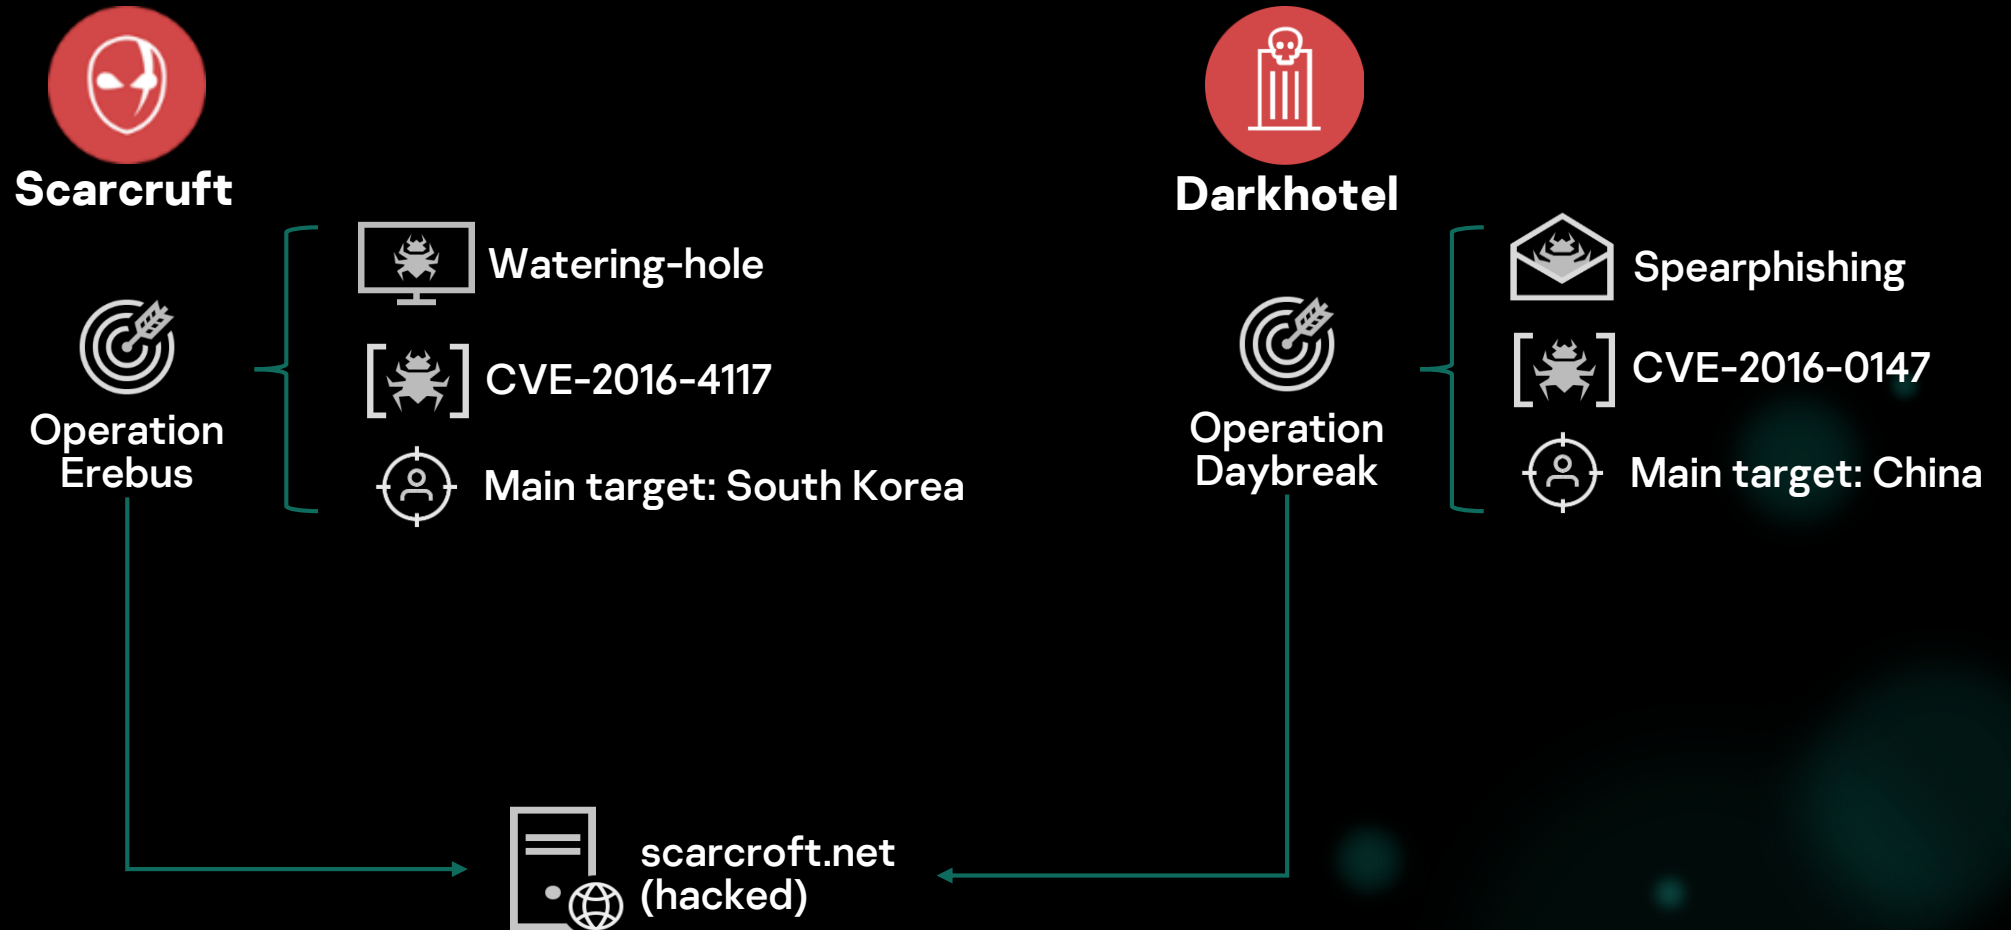 Scarcruft
Watering-hole
CVE-2016-4117
Main target: South Korea
Operation
Erebus
Darkhotel
Spearphishing
CVE-2016-0147
Main target: China
Operation
Daybreak
scarcroft.net
(hacked)